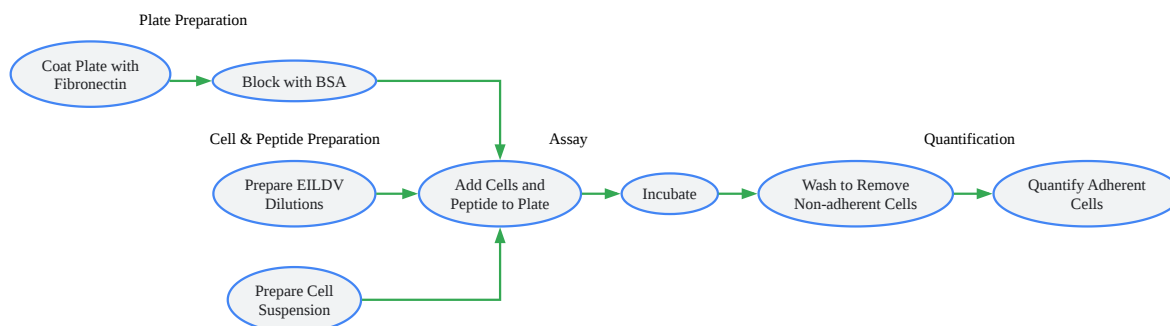 Plate Preparation
Coat Plate with
Fibronectin
Block with BSA
Cell & Peptide Preparation
Assay
Quantification
Prepare EILDV
Dilutions
Add Cells and
Peptide to Plate
Incubate
Wash to Remove
Non-adherent Cells
Quantify Adherent
Cells
Prepare Cell
Suspension